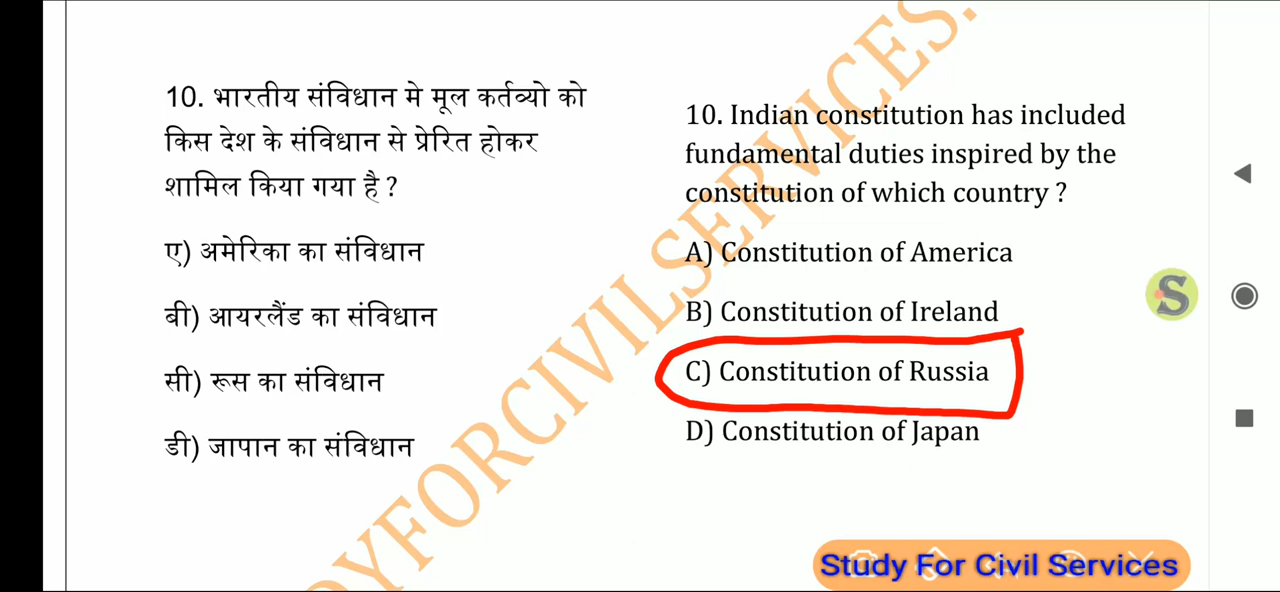 10. भारतीय संविधान मे मूल कर्तव्यो को
किस देश के संविधान से प्रेरित होकर
शामिल किया गया है ?
ए) अमेरिका का संविधान
बी) आयरलैंड का संविधान
सी) रूस का संविधान
डी) जापान का संविधान
10. Indian constitution has included
fundamental duties inspired by the
constitution of which country ?
A) Constitution of America
B) Constitution of Ireland
C) Constitution of Russia
D) Constitution of Japan
DYFORCIVILSERVICES.
S
Study For Civil Services